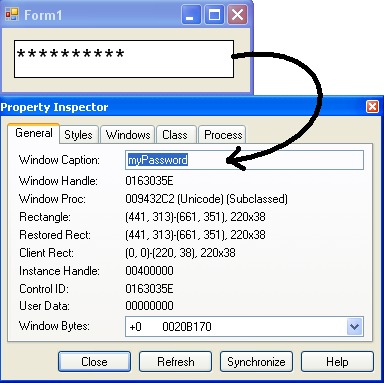 Form1
**********
Property Inspector
General Styles Windows Class Process
Window Caption: myPassword
Window Handle: 0163035E
Window Proc: 009432C2 (Unicode) (Subclassed)
Rectangle: (441, 313)-(661, 351), 220x38
Restored Rect: (441, 313)-(661, 351), 220x38
Client Rect: (0, 0)-(220, 38), 220x38
Instance Handle: 00400000
Control ID: 0163035E
User Data: 00000000
Window Bytes: +0 0020B170
Close Refresh Synchronize Help